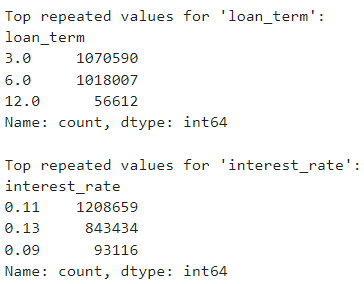 Top repeated values for 'loan_term':
loan_term
3.0     1070590
6.0     1018007
12.0      56612
Name: count, dtype: int64

Top repeated values for 'interest_rate':
interest_rate
0.11    1208659
0.13     843434
0.09      93116
Name: count, dtype: int64